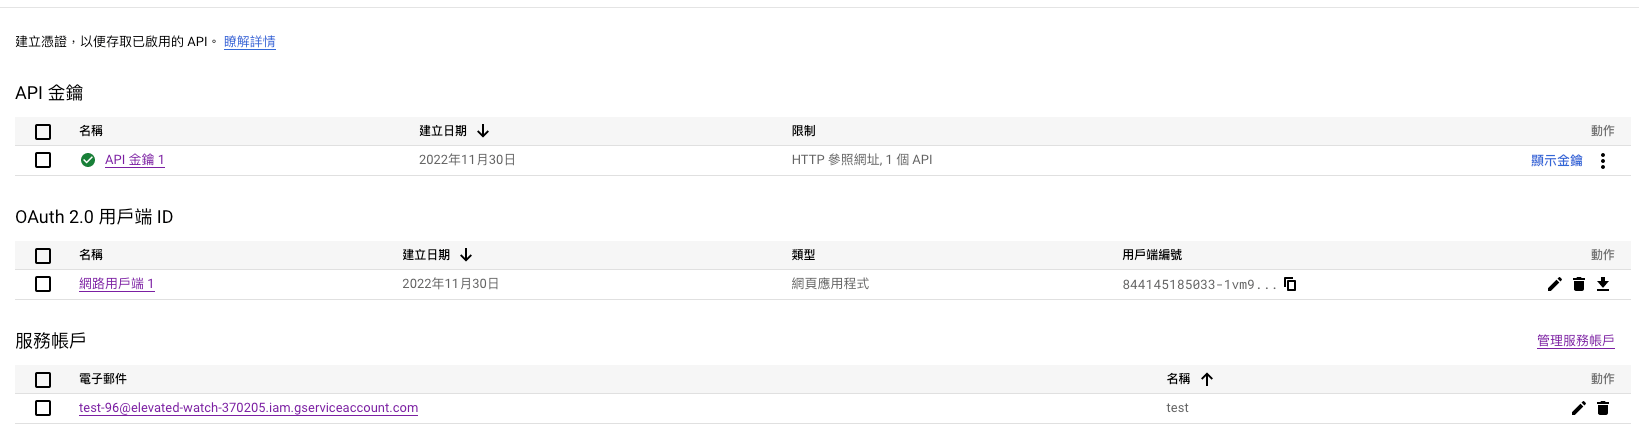 建立憑證，以便存取已啟用的 API。 瞭解詳情
API 金鑰
名稱 建立日期 限制 動作
API 金鑰 1 2022年11月30日 HTTP 參照網址, 1 個 API 顯示金鑰
OAuth 2.0 用戶端 ID
名稱 建立日期 類型 用戶端編號 動作
網路用戶端 1 2022年11月30日 網頁應用程式 844145185033-1vm9...
服務帳戶 管理服務帳戶
電子郵件 名稱 動作
test-96@elevated-watch-370205.iam.gserviceaccount.com test